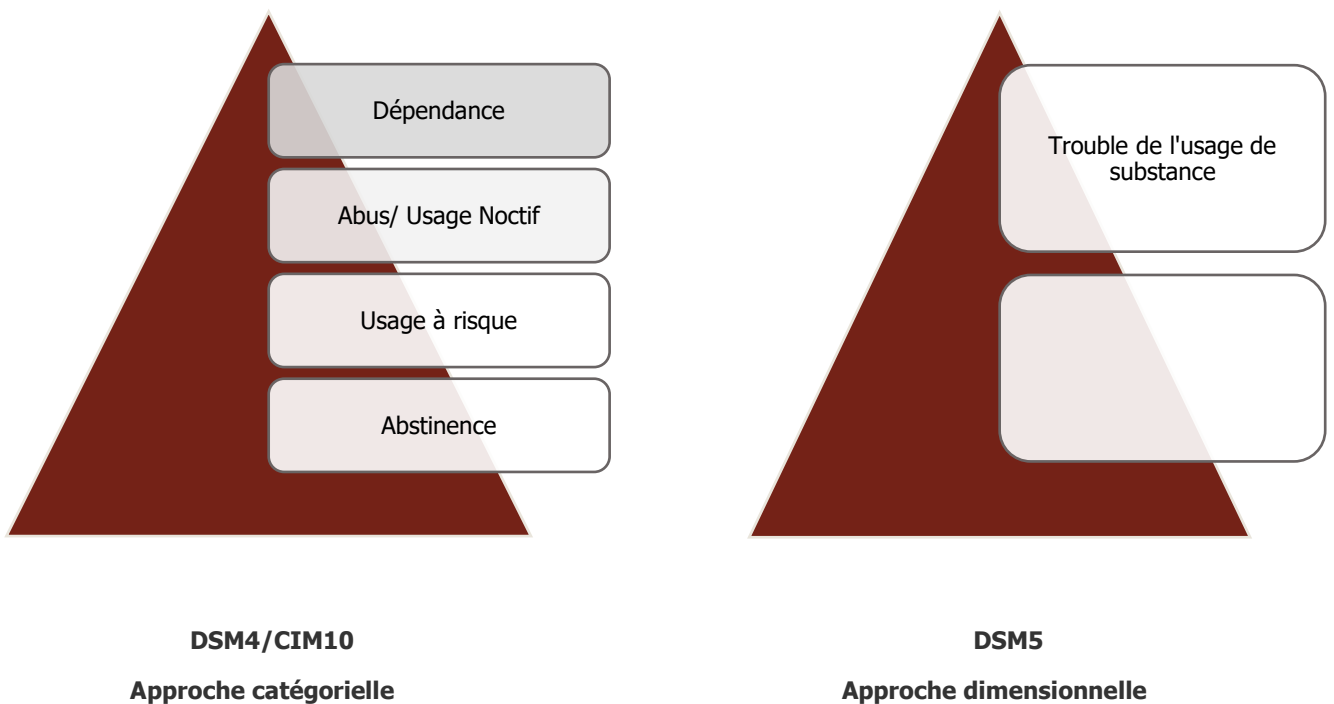 Dépendance
Abus/ Usage Noctif
Usage à risque
Abstinence
Trouble de l'usage de
substance
DSM4/CIM10
Approche catégorielle
DSM5
Approche dimensionnelle